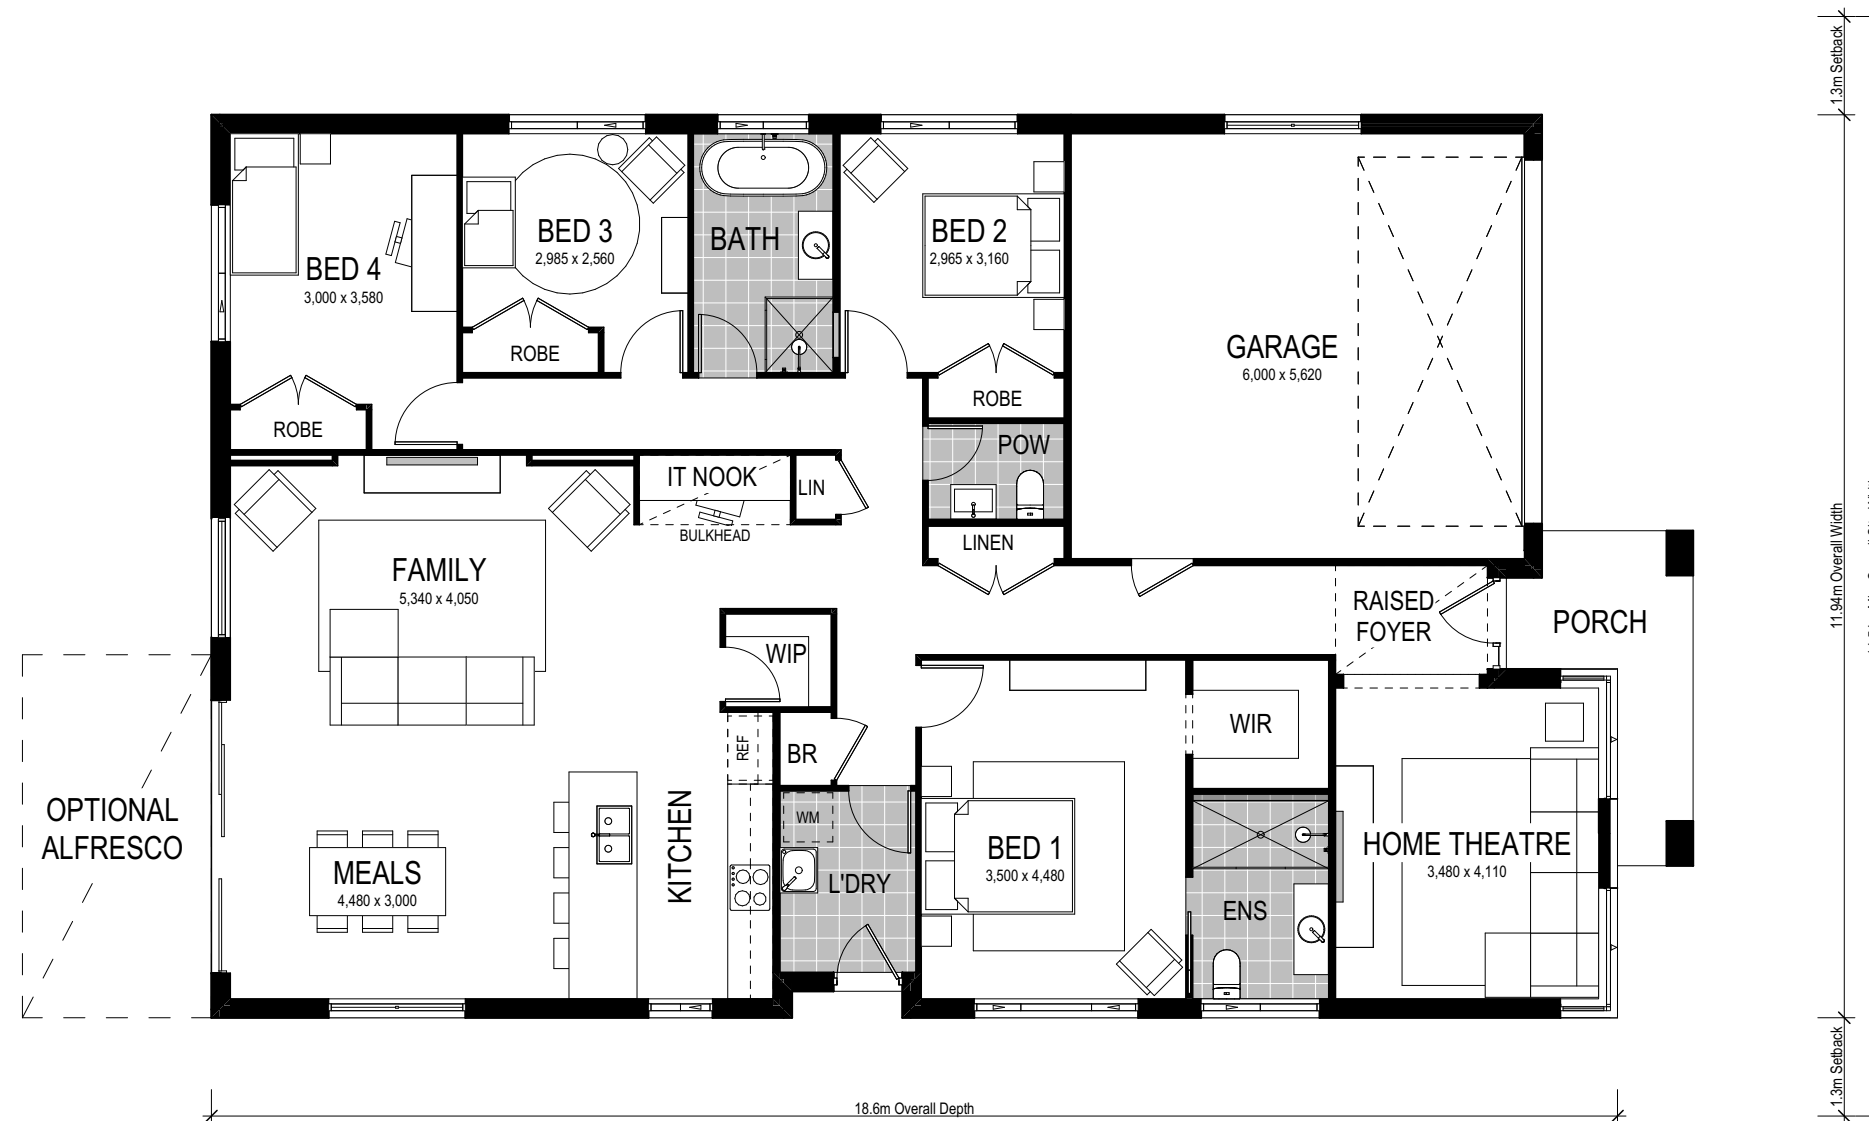 1.3m Setback
BED 3
2,985 x 2,560
BATH
BED 2
2,965 x 3,160
BED 4
3,000 x 3,580
GARAGE
6,000 x 5,620
ROBE
ROBE
ROBE
POW
IT NOOK
LIN
BULKHEAD
LINEN
FAMILY
5,340 x 4,050
RAISED
FOYER
PORCH
11.94m Overall Width
WIP
WIR
REF
BR
OPTIONAL
ALFRESCO
WM
KITCHEN
MEALS
4,480 x 3,000
L'DRY
BED 1
3,500 x 4,480
HOME THEATRE
3,480 x 4,110
ENS
1.3m Setback
18.6m Overall Depth